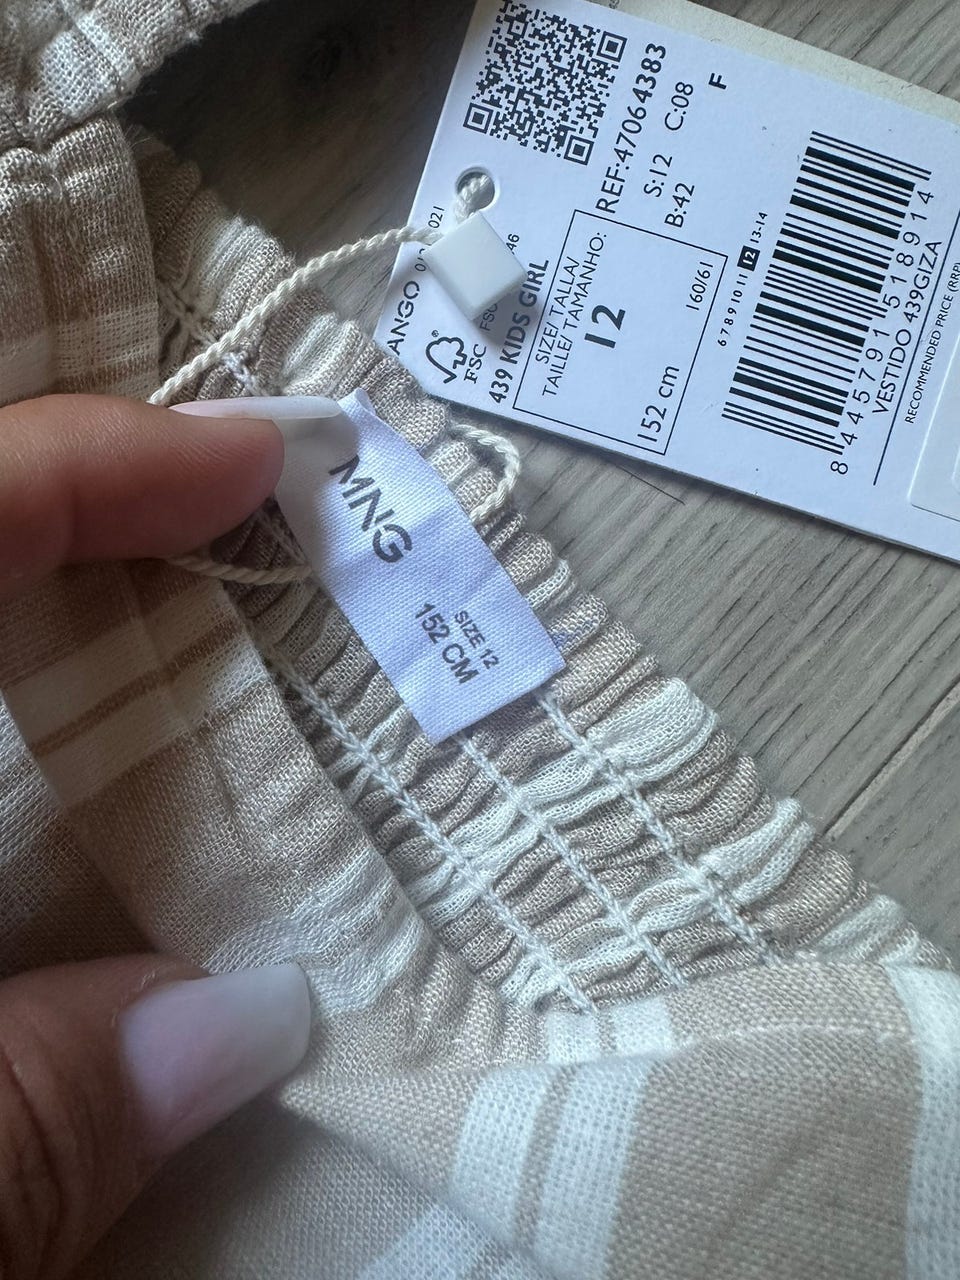 REF:47064383
S:12 C:08
B:42
F
021
46
FSC
439 KIDS GIRL
SIZE/ TALLA/
TAILLE/ TAMANHO:
12
160/61
152 cm
6 7 8 9 10 11 12 13-14
8 445791 518914
VESTIDO 439GIZA
RECOMMENDED PRICE (RRP)
MNG
SIZE 12
152 CM